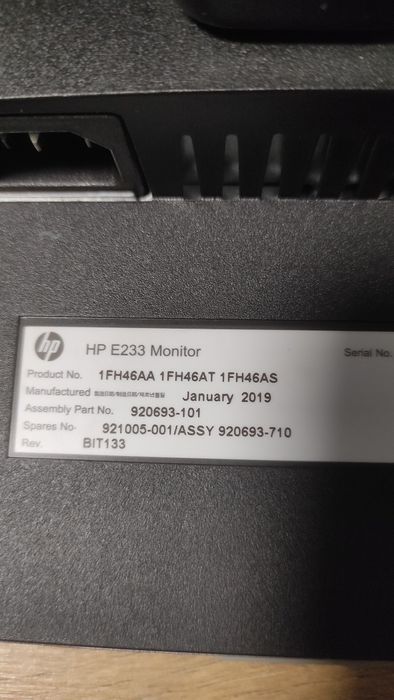 hp HP E233 Monitor
Serial No.
Product No. 1FH46AA 1FH46AT 1FH46AS
Manufactured January 2019
Assembly Part No. 920693-101
Spares No. 921005-001/ASSY 920693-710
Rev. BIT133